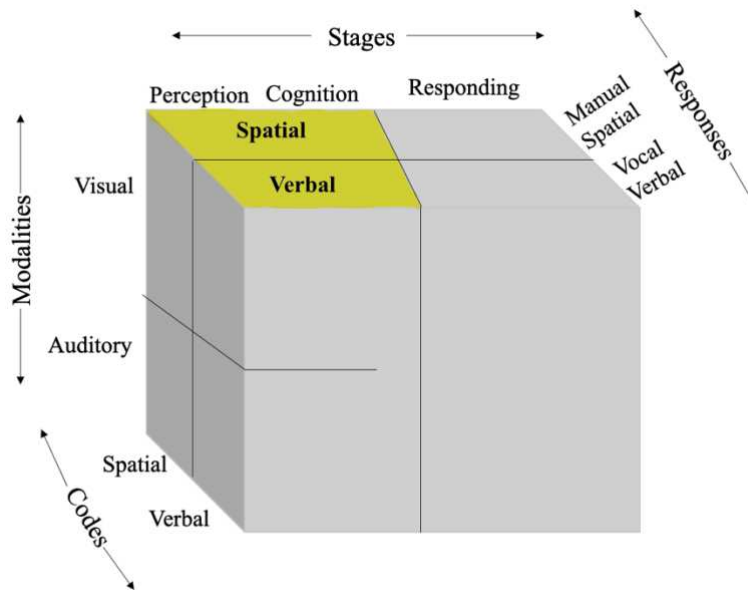 Stages
Responses
Perception Cognition Responding
Manual
Spatial
Spatial
Vocal
Verbal
Verbal
Visual
Modalities
Auditory
Spatial
Verbal
Codes